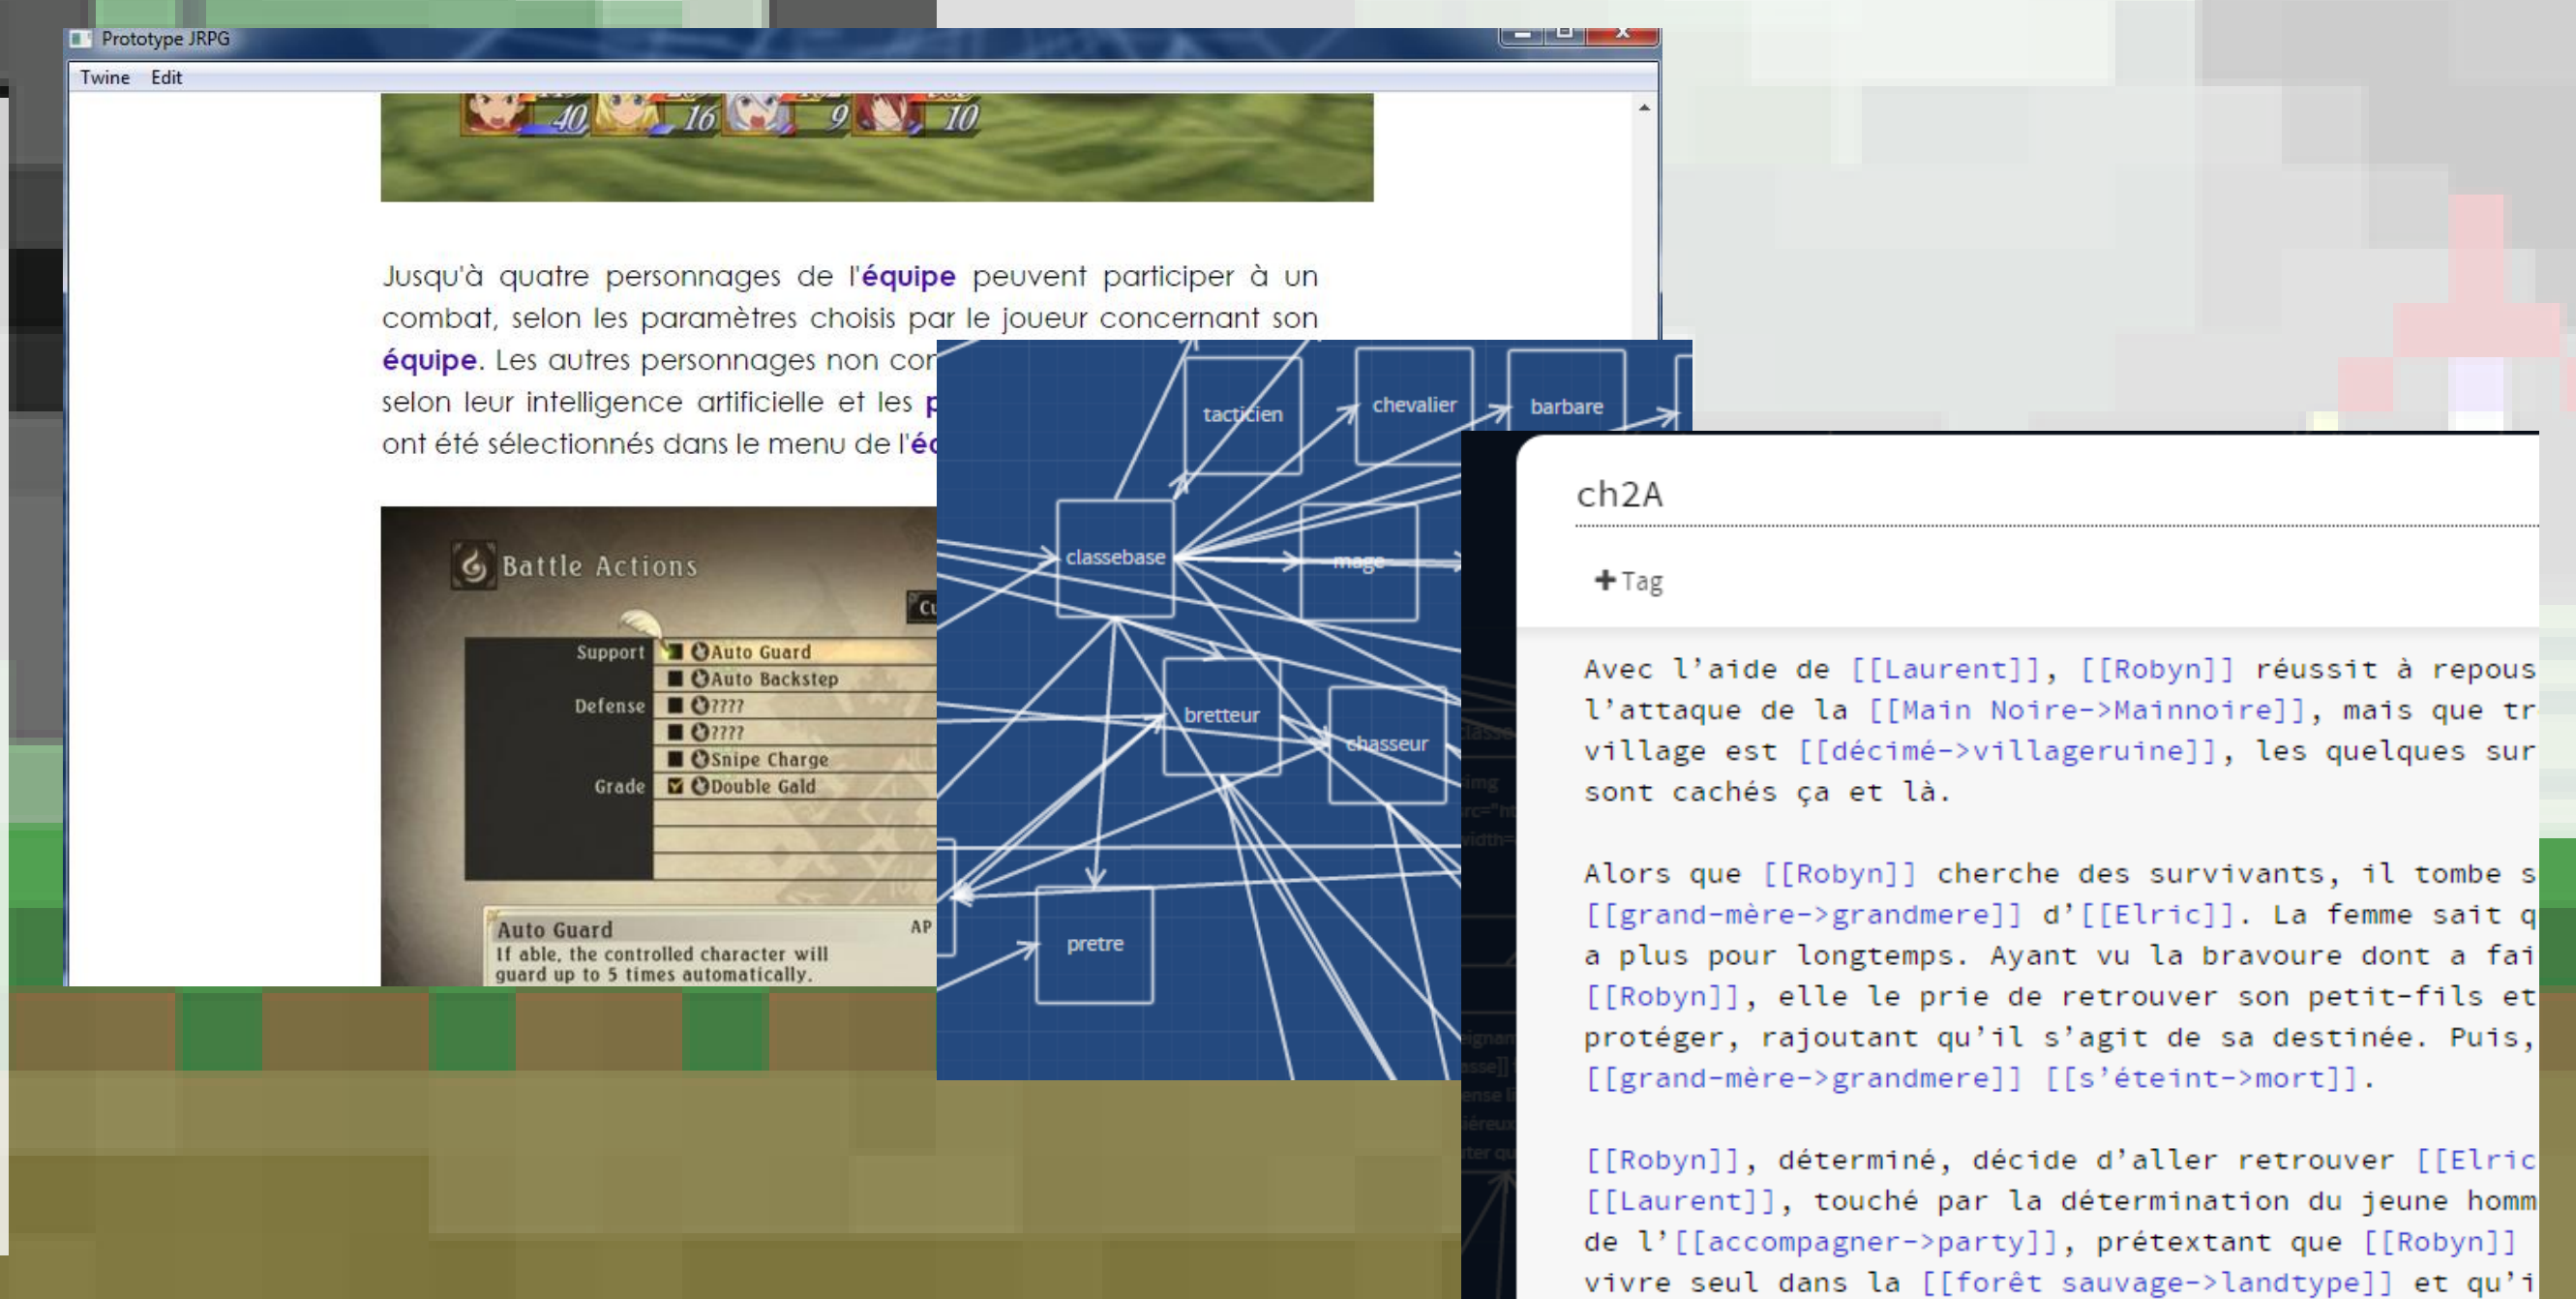 Prototype JRPG
Twine Edit
40 16 9 10
Jusqu'à quatre personnages de l'équipe peuvent participer à un
combat, selon les paramètres choisis par le joueur concernant son
équipe. Les autres personnages non
selon leur intelligence artificielle et les
ont été sélectionnés dans le menu de
Battle Actions
Support Auto Guard
Auto Backstep
Defense ????
????
Snipe Charge
Grade Double Gald
Auto Guard AP
If able, the controlled character will
guard up to 5 times automatically.
tacticien
chevalier
barbare
classebase
mage
bretteur
chasseur
pretre
ch2A
+Tag
Avec l’aide de [[Laurent]], [[Robyn]] réussit à repous
l’attaque de la [[Main Noire->Mainnoire]], mais que tr
village est [[décimé->villageruine]], les quelques sur
sont cachés ça et là.
Alors que [[Robyn]] cherche des survivants, il tombe s
[[grand-mère->grandmere]] d’[[Elric]]. La femme sait q
a plus pour longtemps. Ayant vu la bravoure dont a fai
[[Robyn]], elle le prie de retrouver son petit-fils et
protéger, rajoutant qu’il s’agit de sa destinée. Puis,
[[grand-mère->grandmere]] [[s’éteint->mort]].
[[Robyn]], déterminé, décide d’aller retrouver [[Elric
[[Laurent]], touché par la détermination du jeune homm
de l’[[accompagner->party]], prétextant que [[Robyn]]
vivre seul dans la [[forêt sauvage->landtype]] et qu’i